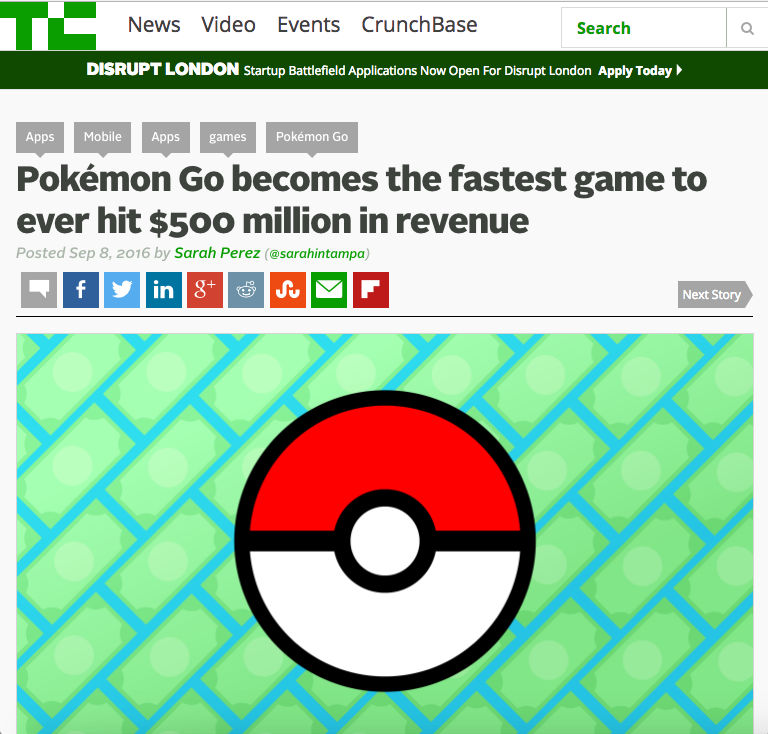 TC
News Video Events CrunchBase
Search
DISRUPT LONDON Startup Battlefield Applications Now Open For Disrupt London Apply Today
Apps Mobile Apps games Pokémon Go
Pokémon Go becomes the fastest game to
ever hit $500 million in revenue
Posted Sep 8, 2016 by Sarah Perez (@sarahintampa)
f in g+
Next Story